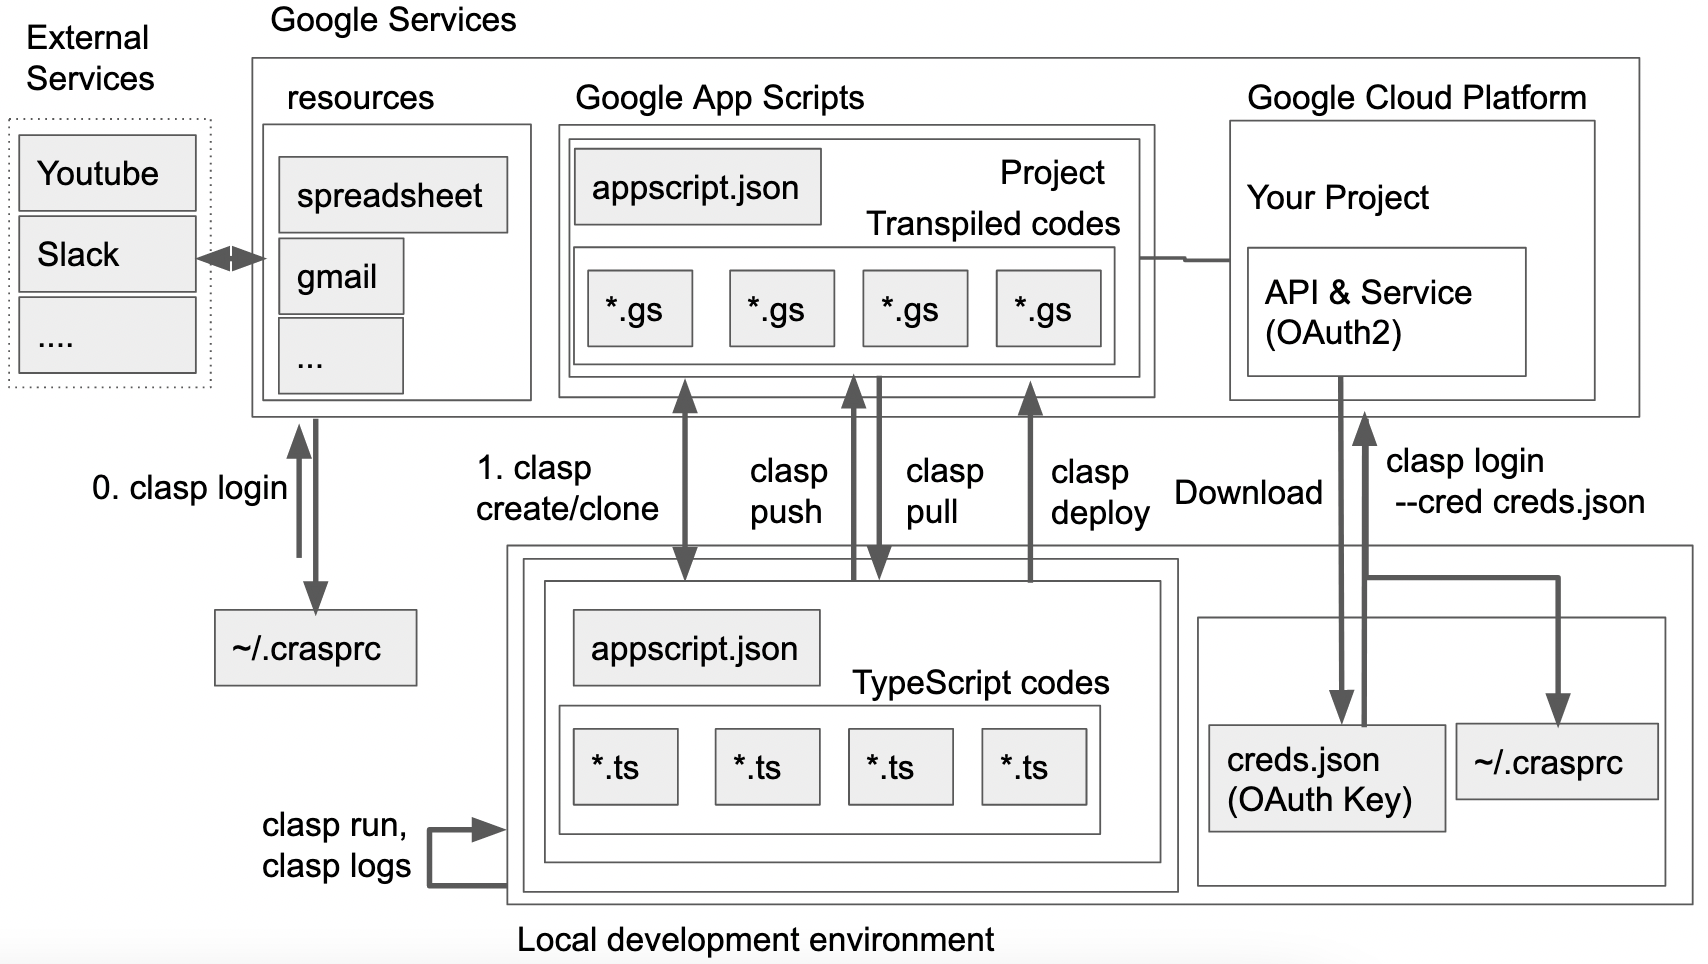 Google Services
External
Services
resources
Google App Scripts
Google Cloud Platform
Youtube
Slack
....
spreadsheet
gmail
...
appscript.json
Project
Transpiled codes
*.gs
*.gs
*.gs
*.gs
Your Project
API & Service
(OAuth2)
0. clasp login
1. clasp
create/clone
clasp
push
clasp
pull
clasp
deploy
Download
clasp login
--cred creds.json
~/.crasprc
appscript.json
TypeScript codes
*.ts
*.ts
*.ts
*.ts
creds.json
(OAuth Key)
~/.crasprc
clasp run,
clasp logs
Local development environment